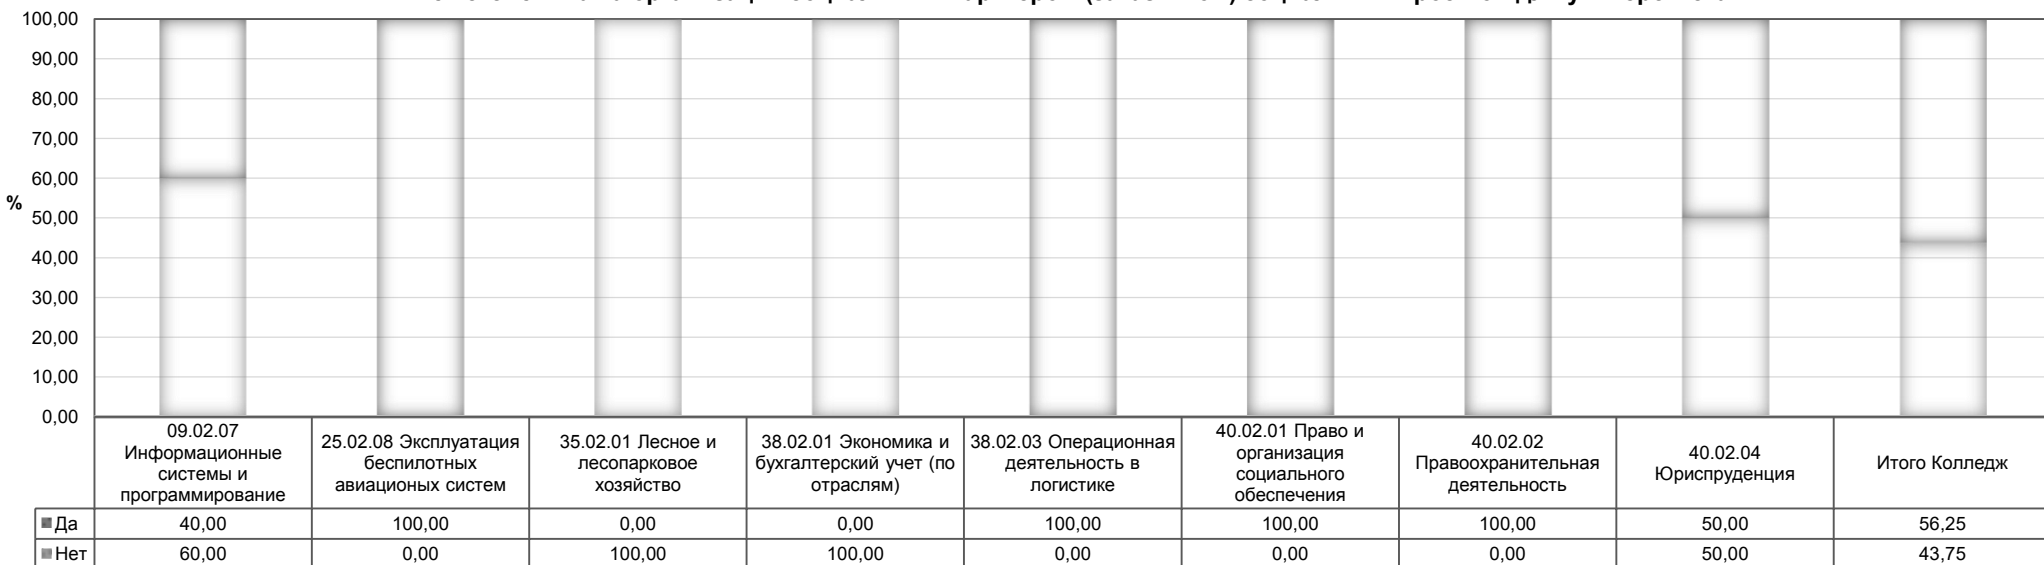 100,00
90,00
80,00
70,00
60,00
50,00
40,00
30,00
20,00
10,00
0,00
%
09.02.07
Информационные
системы и
программирование
25.02.08 Эксплуатация
беспилотных
авиационых систем
35.02.01 Лесное и
лесопарковое
хозяйство
38.02.01 Экономика и
бухгалтерский учет (по
отраслям)
38.02.03 Операционная
деятельность в
логистике
40.02.01 Право и
организация
социального
обеспечения
40.02.02
Правоохранительная
деятельность
40.02.04
Юриспруденция
Итого Колледж
Да 40,00 100,00 0,00 0,00 100,00 100,00 100,00 50,00 56,25
Нет 60,00 0,00 100,00 100,00 0,00 0,00 0,00 50,00 43,75